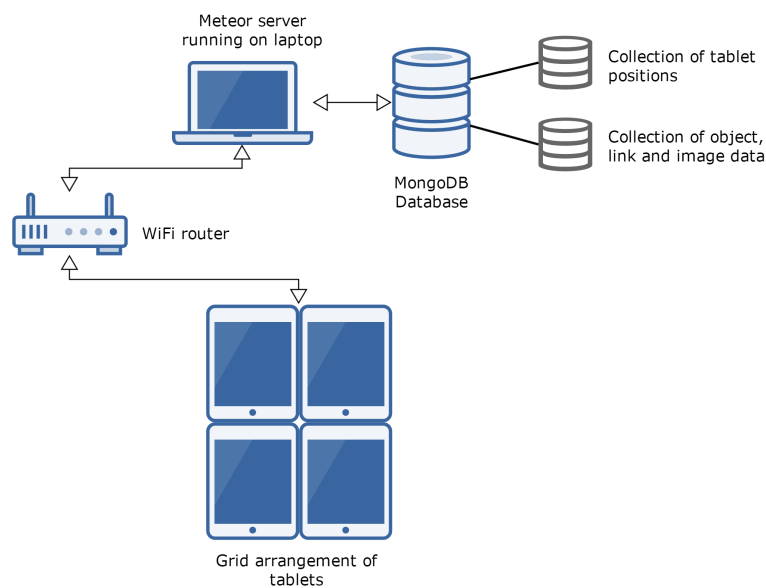 Meteor server
running on laptop
Collection of tablet
positions
Collection of object,
link and image data
MongoDB
Database
WiFi router
Grid arrangement of
tablets